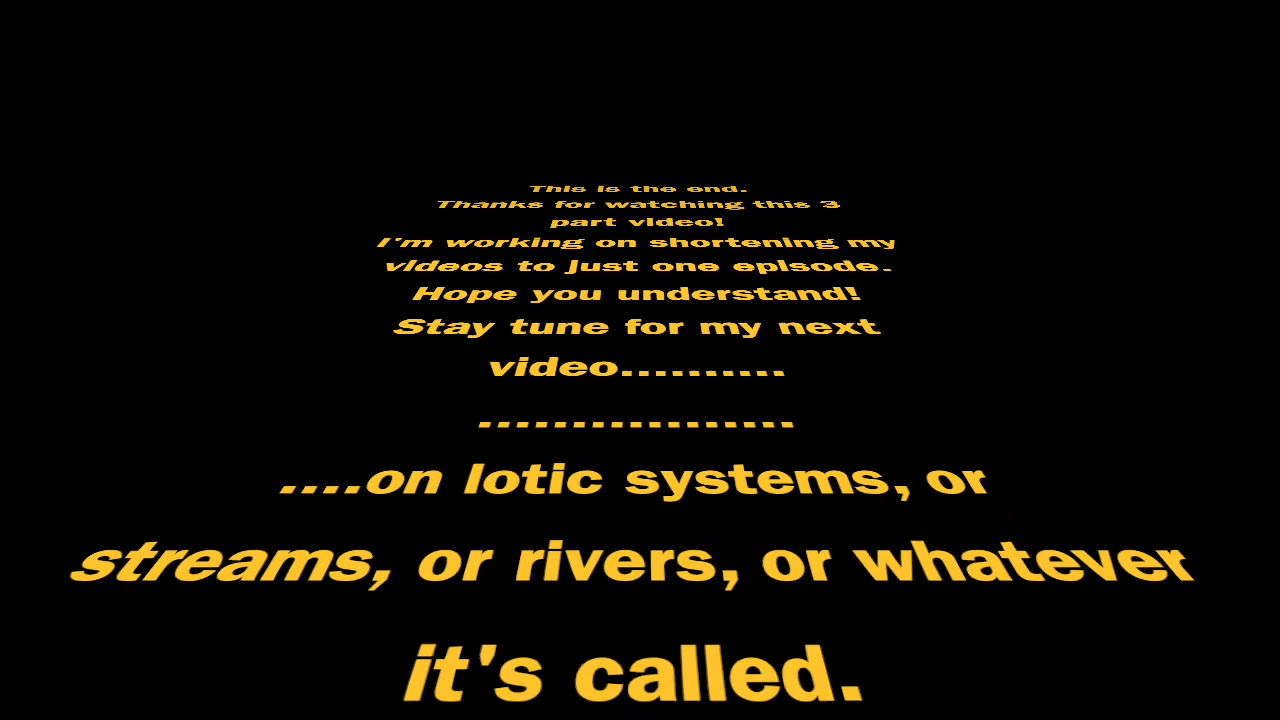 This is the end.
Thanks for watching this 3
part video!
I'm working on shortening my
videos to just one episode.
Hope you understand!
Stay tune for my next
video..........
.................
....on lotic systems, or
streams, or rivers, or whatever
it's called.